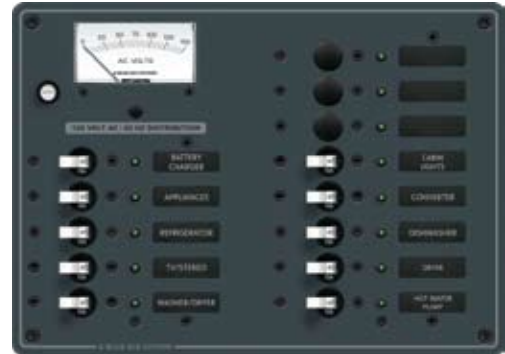 AC VOLTS
120 VOLT AC / 60 HZ DISTRIBUTION
BATTERY
CHARGER
APPLIANCES
REFRIGERATOR
TV/STEREO
WASHER/DRYER
CABIN
LIGHTS
CONVERTER
DISHWASHER
DRYER
HOT WATER
PUMP